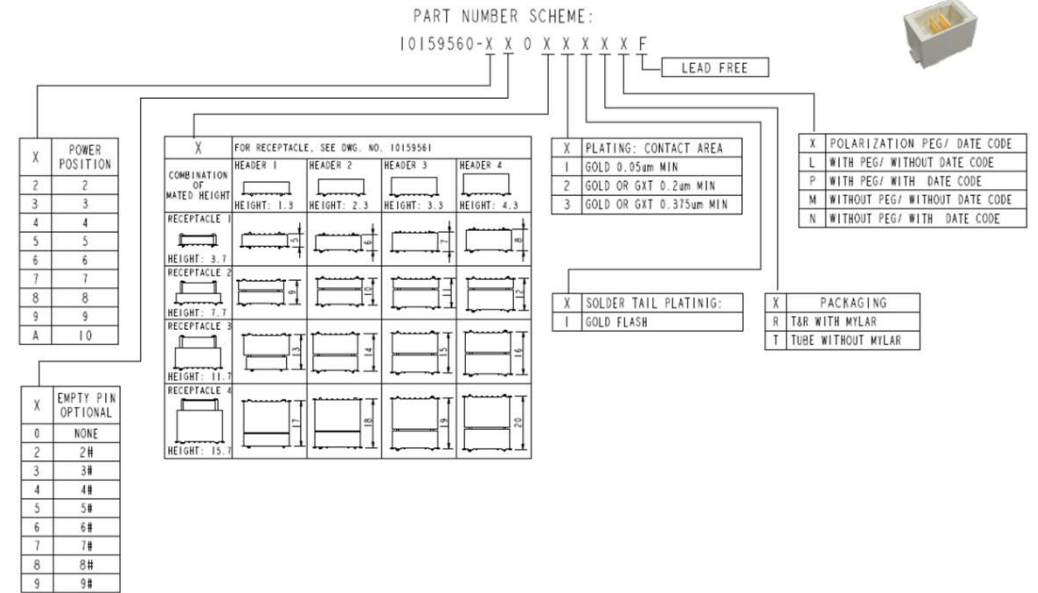 PART NUMBER SCHEME:
10159560-X X 0 X X X X X F
LEAD FREE
X POWER POSITION
2 2
3 3
4 4
5 5
6 6
7 7
8 8
9 9
A 10
X EMPTY PIN OPTIONAL
0 NONE
2 2#
3 3#
4 4#
5 5#
6 6#
7 7#
8 8#
9 9#
X FOR RECEPTACLE, SEE DWG. NO. 10159561
COMBINATION OF MATED HEIGHT
HEADER 1 HEADER 2 HEADER 3 HEADER 4
HEIGHT: 1.3 HEIGHT: 2.3 HEIGHT: 3.3 HEIGHT: 4.3
RECEPTACLE 1
HEIGHT: 3.7
5 6 7 8
RECEPTACLE 2
HEIGHT: 7.7
9 10 11 12
RECEPTACLE 3
HEIGHT: 11.7
13 14 15 16
RECEPTACLE 4
HEIGHT: 15.7
17 18 19 20
X PLATING: CONTACT AREA
1 GOLD 0.05um MIN
2 GOLD OR GXT 0.2um MIN
3 GOLD OR GXT 0.375um MIN
X SOLDER TAIL PLATINIG:
1 GOLD FLASH
X PACKAGING
R T&R WITH MYLAR
T TUBE WITHOUT MYLAR
X POLARIZATION PEG/ DATE CODE
L WITH PEG/ WITHOUT DATE CODE
P WITH PEG/ WITH DATE CODE
M WITHOUT PEG/ WITHOUT DATE CODE
N WITHOUT PEG/ WITH DATE CODE